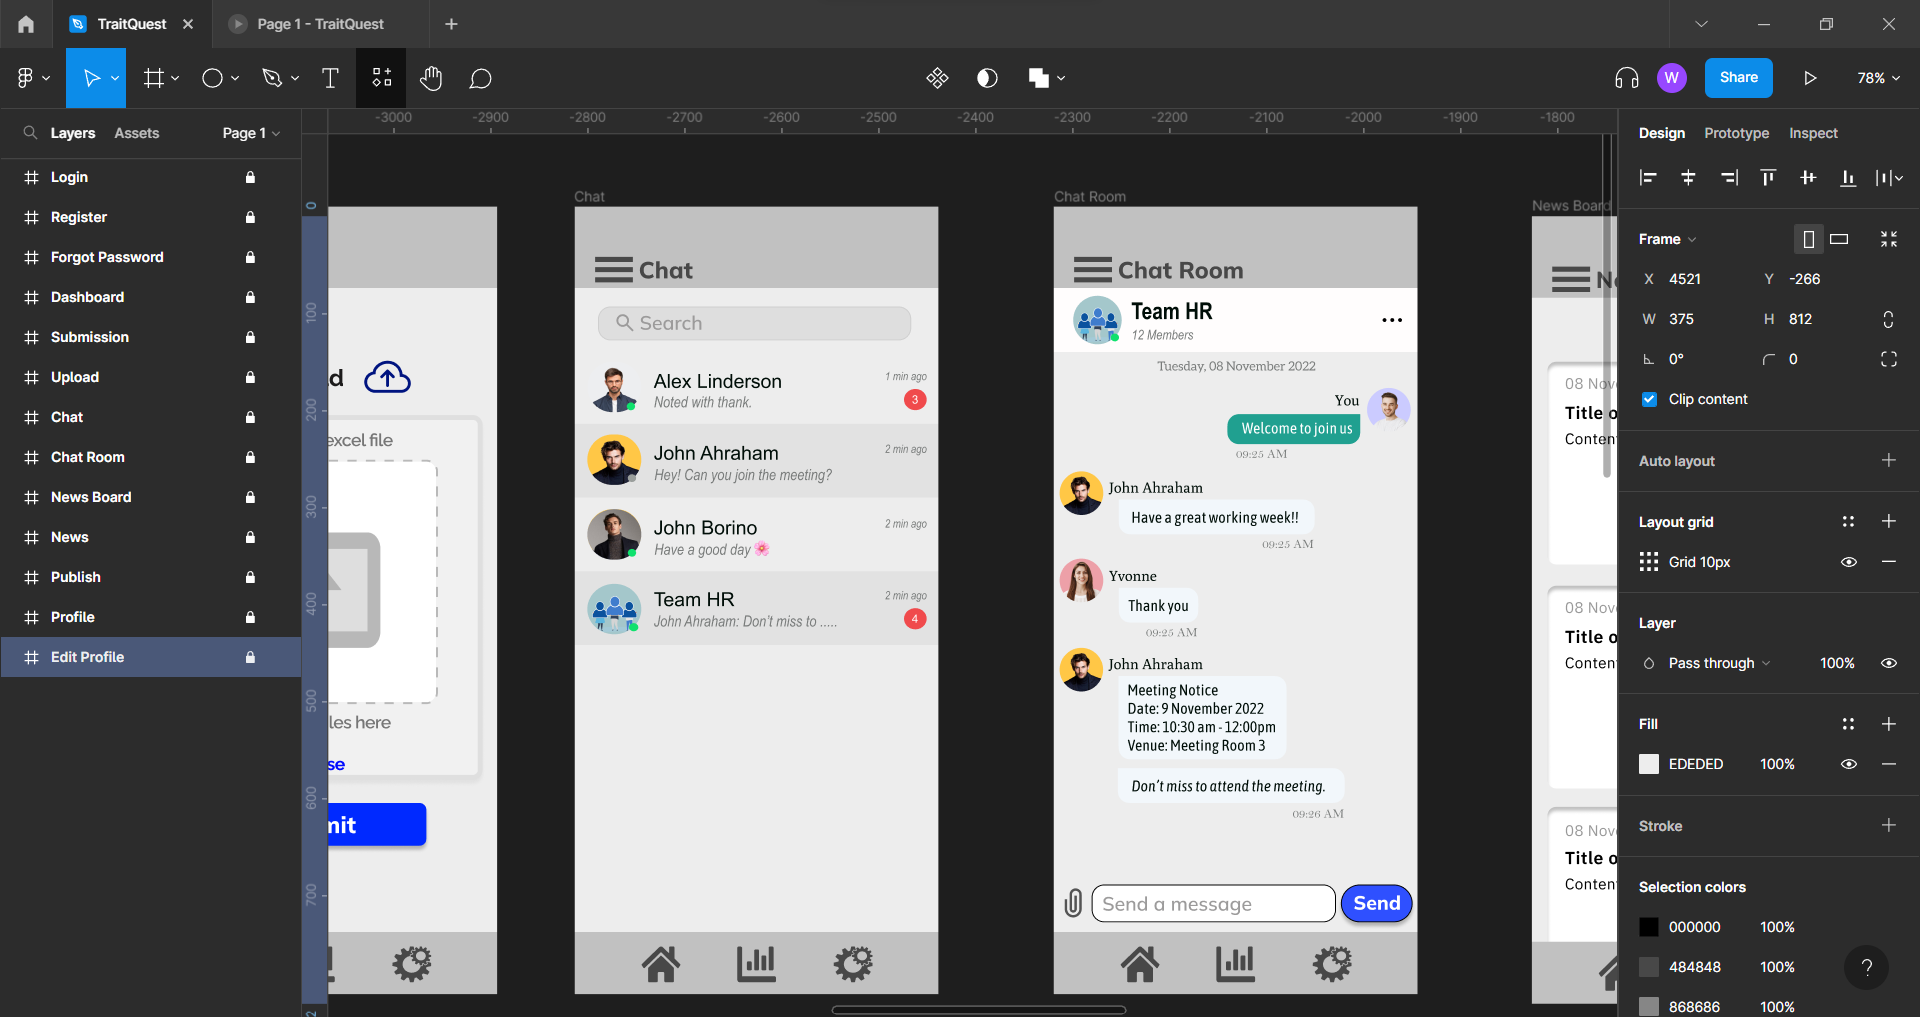 TraitQuest
Page 1 - TraitQuest
W
Share
78%
Layers
Assets
Page 1
Login
Register
Forgot Password
Dashboard
Submission
Upload
Chat
Chat Room
News Board
News
Publish
Profile
Edit Profile
-3000
-2900
-2800
-2700
-2600
-2500
-2400
-2300
-2200
-2100
-2000
-1900
-1800
0
100
200
300
400
500
600
700
d
excel file
les here
se
mit
Chat
Chat
Search
Alex Linderson
1 min ago
Noted with thank.
3
John Ahraham
2 min ago
Hey! Can you join the meeting?
John Borino
2 min ago
Have a good day 🌸
Team HR
2 min ago
John Ahraham: Don't miss to .....
4
Chat Room
Chat Room
Team HR
12 Members
Tuesday, 08 November 2022
You
Welcome to join us
09:25 AM
John Ahraham
Have a great working week!!
09:25 AM
Yvonne
Thank you
09:25 AM
John Ahraham
Meeting Notice
Date: 9 November 2022
Time: 10:30 am - 12:00pm
Venue: Meeting Room 3
Don't miss to attend the meeting.
09:26 AM
Send a message
Send
News Board
Ne
08 Nov
Title o
Conten
08 Nov
Title o
Conten
08 Nov
Title o
Conten
Design
Prototype
Inspect
Frame
X 4521
Y -266
W 375
H 812
0°
0
Clip content
Auto layout
Layout grid
Grid 10px
Layer
Pass through
100%
Fill
EDEDED
100%
Stroke
Selection colors
000000
100%
484848
100%
868686
100%
?